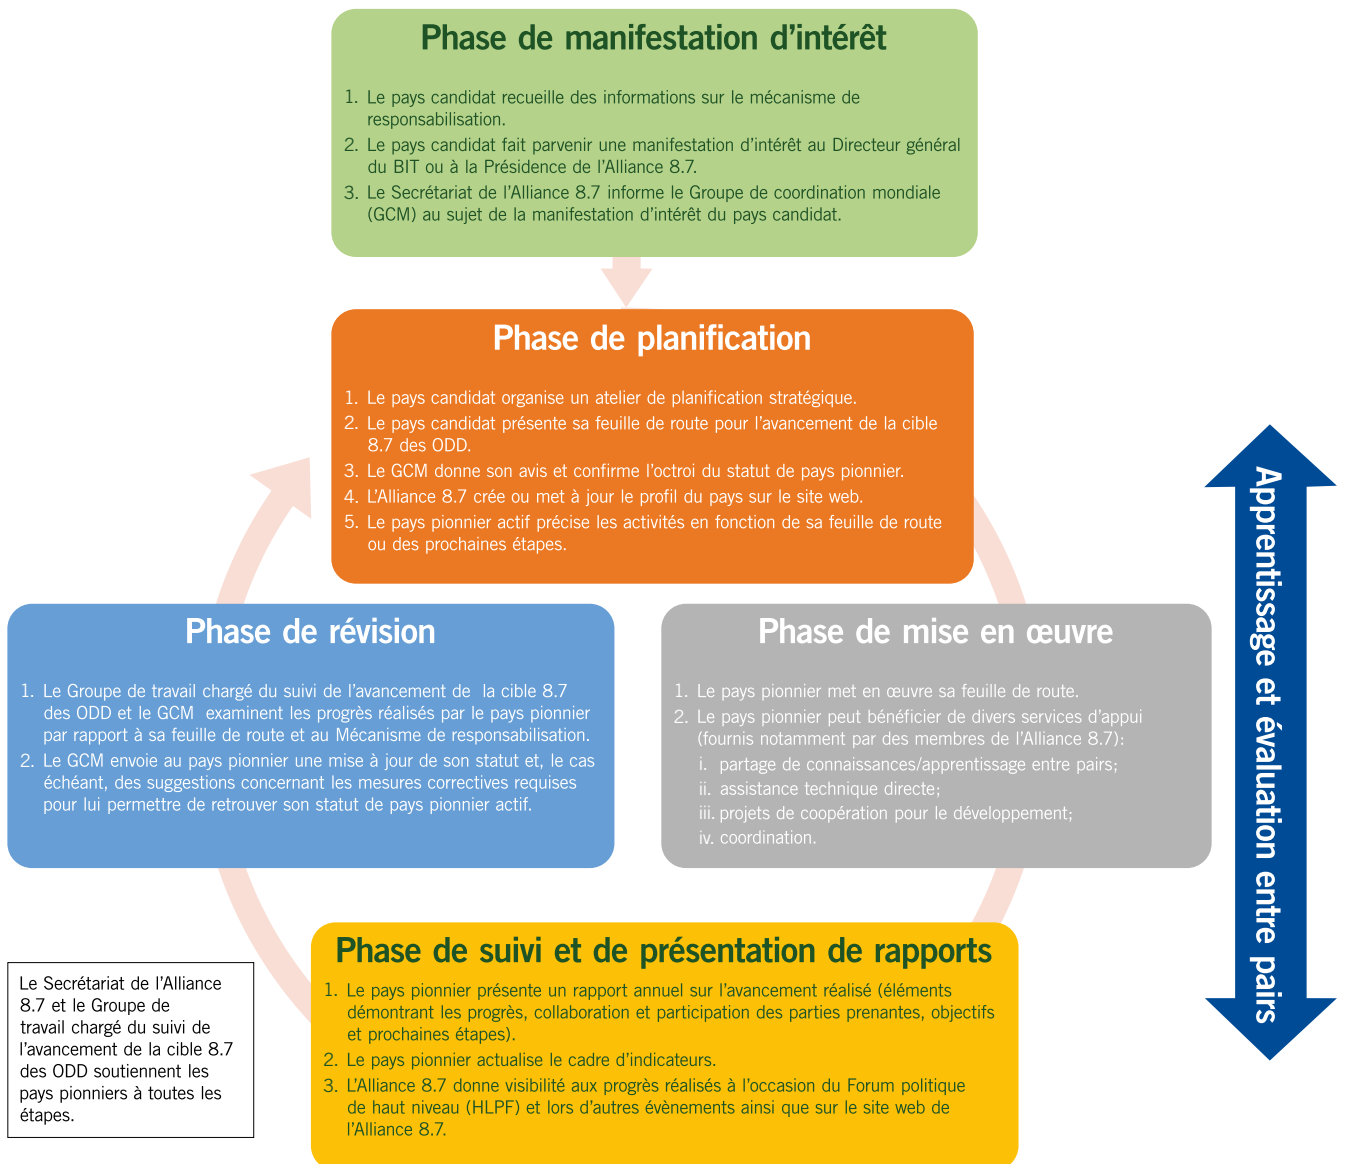 Phase de manifestation d’intérêt
1. Le pays candidat recueille des informations sur le mécanisme de
responsabilisation.
2. Le pays candidat fait parvenir une manifestation d’intérêt au Directeur général
du BIT ou à la Présidence de l’Alliance 8.7.
3. Le Secrétariat de l’Alliance 8.7 informe le Groupe de coordination mondiale
(GCM) au sujet de la manifestation d’intérêt du pays candidat.
Phase de planification
1. Le pays candidat organise un atelier de planification stratégique.
2. Le pays candidat présente sa feuille de route pour l’avancement de la cible
8.7 des ODD.
3. Le GCM donne son avis et confirme l’octroi du statut de pays pionnier.
4. L’Alliance 8.7 crée ou met à jour le profil du pays sur le site web.
5. Le pays pionnier actif précise les activités en fonction de sa feuille de route
ou des prochaines étapes.
Phase de révision
1. Le Groupe de travail chargé du suivi de l’avancement de la cible 8.7
des ODD et le GCM examinent les progrès réalisés par le pays pionnier
par rapport à sa feuille de route et au Mécanisme de responsabilisation.
2. Le GCM envoie au pays pionnier une mise à jour de son statut et, le cas
échéant, des suggestions concernant les mesures correctives requises
pour lui permettre de retrouver son statut de pays pionnier actif.
Phase de mise en œuvre
1. Le pays pionnier met en œuvre sa feuille de route.
2. Le pays pionnier peut bénéficier de divers services d’appui
(fournis notamment par des membres de l’Alliance 8.7):
i. partage de connaissances/apprentissage entre pairs;
ii. assistance technique directe;
iii. projets de coopération pour le développement;
iv. coordination.
Apprentissage et évaluation entre pairs
Phase de suivi et de présentation de rapports
1. Le pays pionnier présente un rapport annuel sur l’avancement réalisé (éléments
démontrant les progrès, collaboration et participation des parties prenantes, objectifs
et prochaines étapes).
2. Le pays pionnier actualise le cadre d’indicateurs.
3. L’Alliance 8.7 donne visibilité aux progrès réalisés à l’occasion du Forum politique
de haut niveau (HLPF) et lors d’autres évènements ainsi que sur le site web de
l’Alliance 8.7.
Le Secrétariat de l’Alliance
8.7 et le Groupe de
travail chargé du suivi de
l’avancement de la cible 8.7
des ODD soutiennent les
pays pionniers à toutes les
étapes.